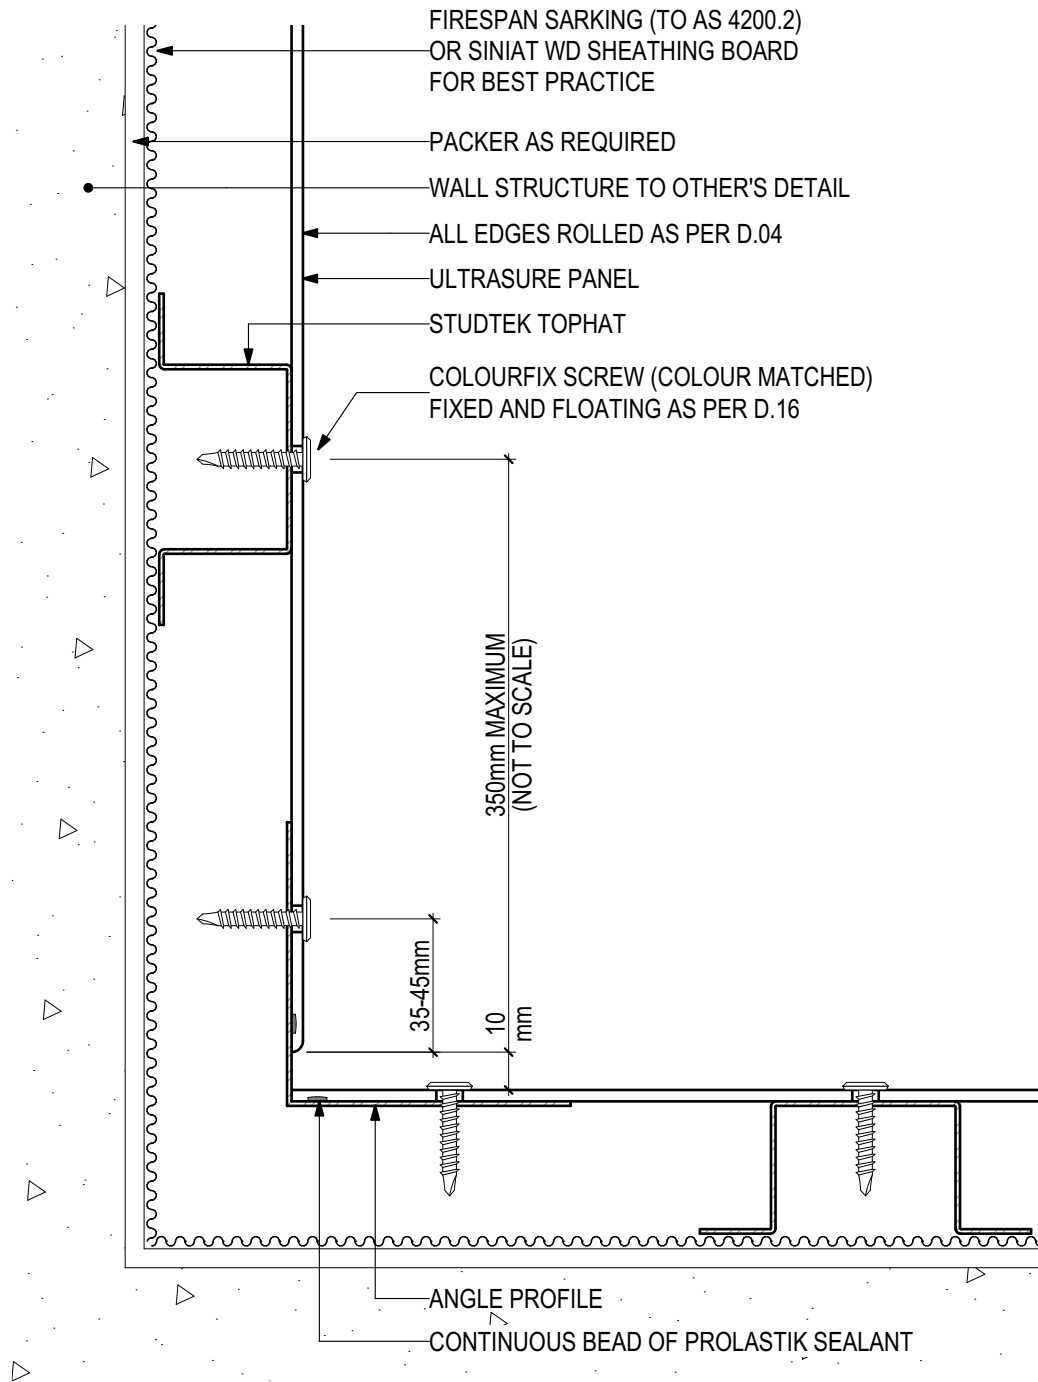 FIRESPAN SARKING (TO AS 4200.2)
OR SINIAT WD SHEATHING BOARD
FOR BEST PRACTICE
PACKER AS REQUIRED
WALL STRUCTURE TO OTHER'S DETAIL
ALL EDGES ROLLED AS PER D.04
ULTRASURE PANEL
STUDTEK TOPHAT
COLOURFIX SCREW (COLOUR MATCHED)
FIXED AND FLOATING AS PER D.16
350mm MAXIMUM
(NOT TO SCALE)
35-45mm
10
mm
ANGLE PROFILE
CONTINUOUS BEAD OF PROLASTIK SEALANT